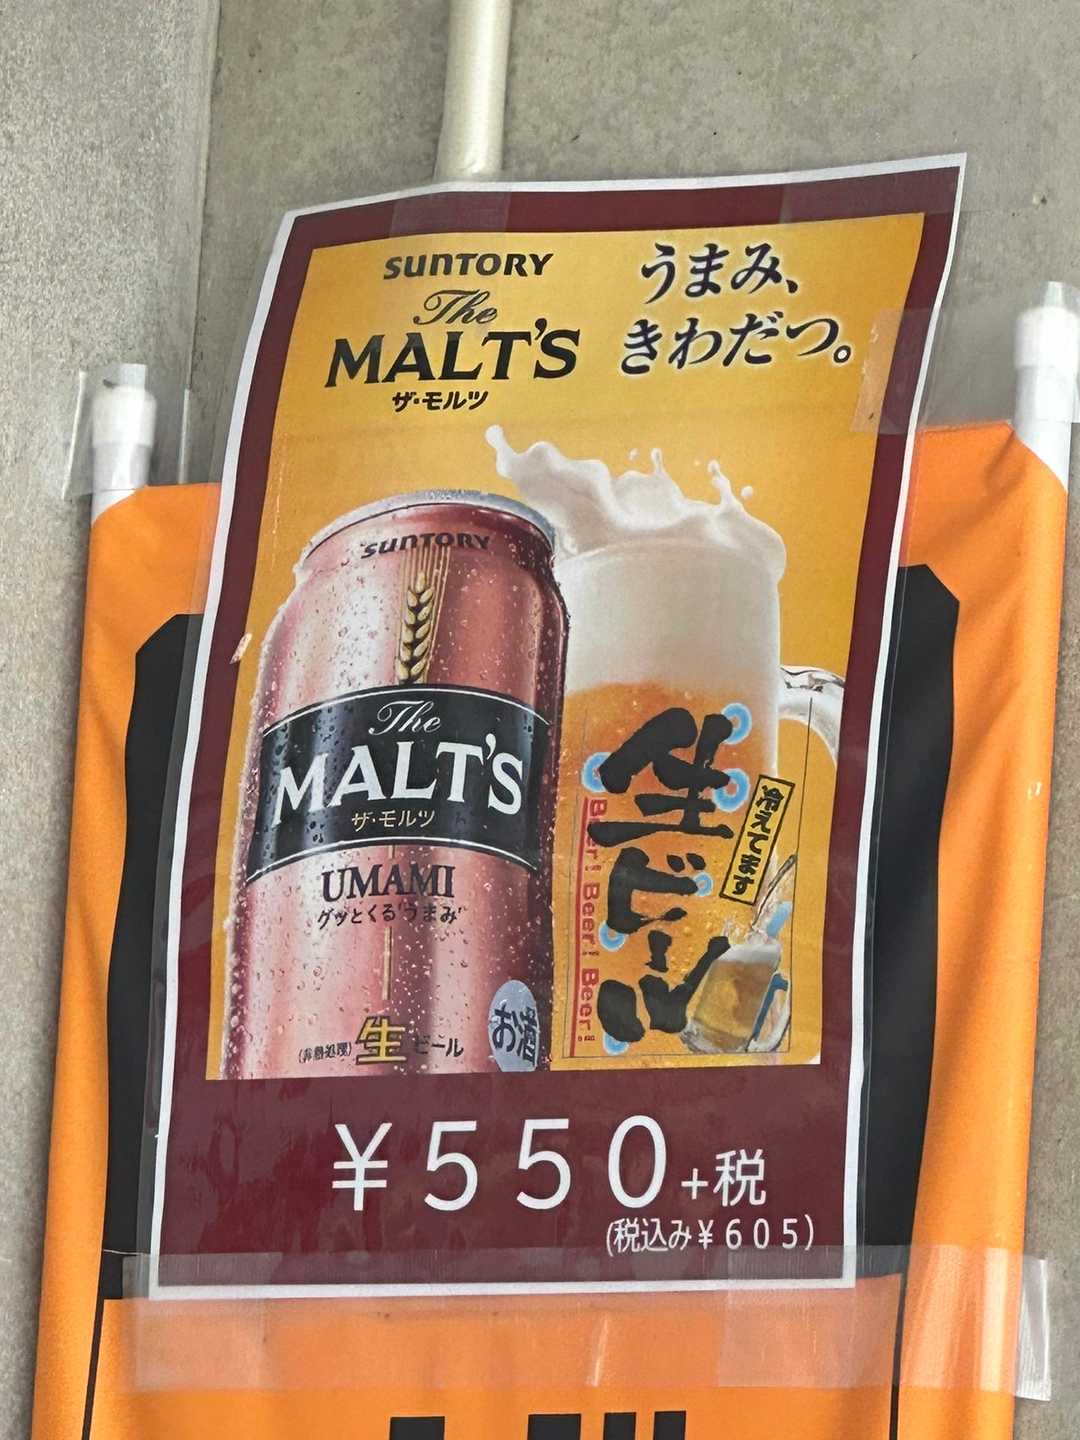 SUNTORY
The
MALT'S
ザ・モルツ
うまみ、
きわだつ。
SUNTORY
The
MALT'S
ザ・モルツ
UMAMI
グッとくる"うまみ"
(非熱処理)生ビール
お酒
生ビール
冷えてます
Beer! Beer! Beer!
¥550+税
(税込み¥605)